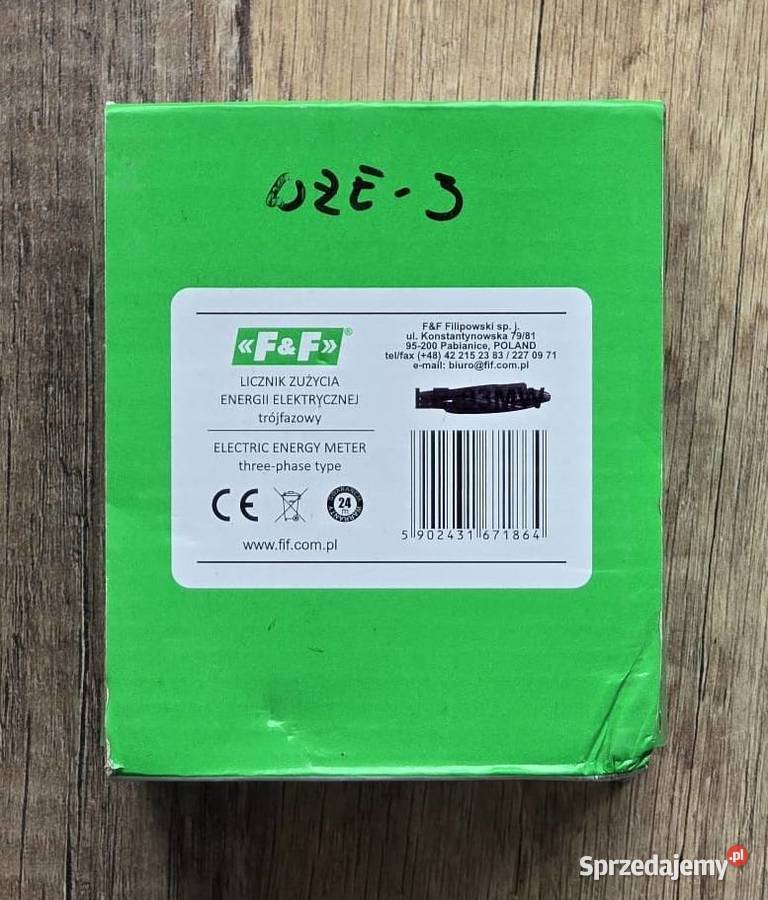 WZE-3
«F&F»®
LICZNIK ZUŻYCIA
ENERGII ELEKTRYCZNEJ
trójfazowy
ELECTRIC ENERGY METER
three-phase type
CE
24
m
www.fif.com.pl
F&F Filipowski sp. j.
ul. Konstantynowska 79/81
95-200 Pabianice, POLAND
tel/fax (+48) 42 215 23 83 / 227 09 71
e-mail: biuro@fif.com.pl
5 902431 671864
Sprzedajemy.pl